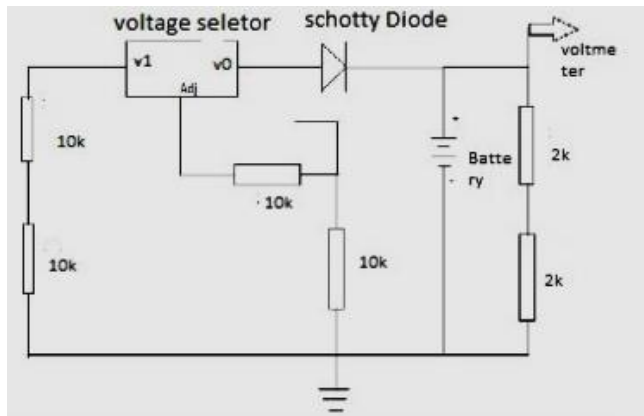 voltage seletor
schotty Diode
v1
v0
Adj
voltme
ter
10k
10k
10k
10k
+
Batte
ry
-
2k
2k